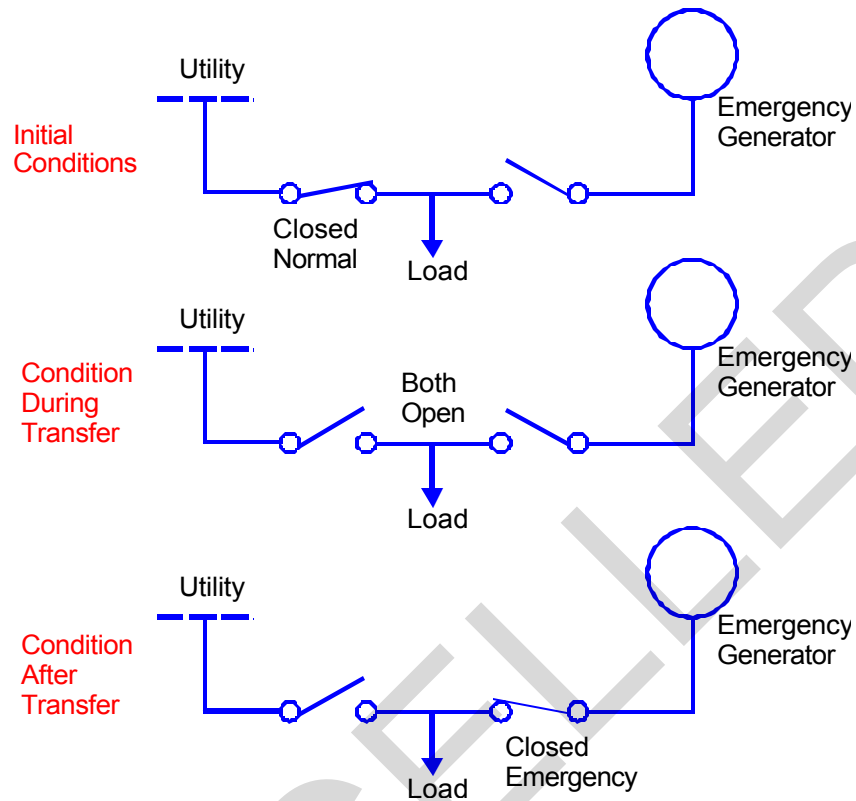 Utility
Emergency
Generator
Initial
Conditions
Closed
Normal
Load
Utility
Emergency
Generator
Condition
During
Transfer
Both
Open
Load
Utility
Emergency
Generator
Condition
After
Transfer
Closed
Emergency
Load